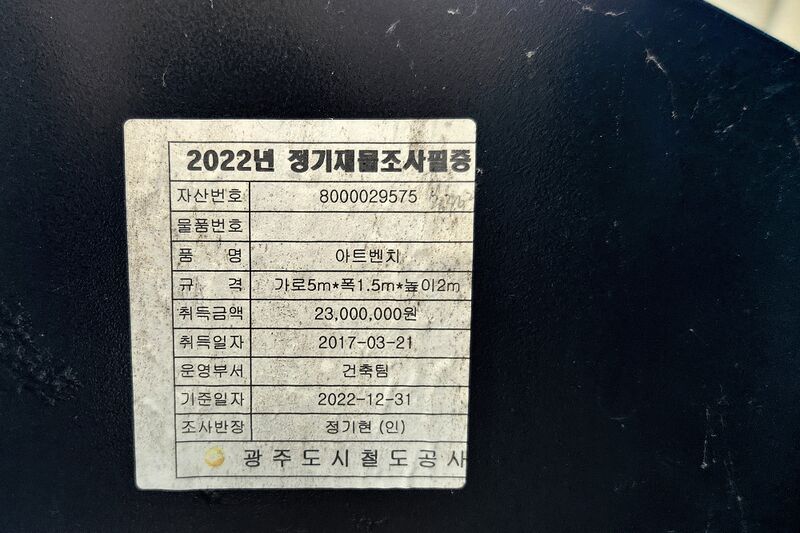 2022년 정기재물조사필증
자산번호 8000029575
물품번호
품 명 아트벤치
규 격 가로5m*폭1.5m*높이2m
취득금액 23,000,000원
취득일자 2017-03-21
운영부서 건축팀
기준일자 2022-12-31
조사반장 정기현 (인)
광주도시철도공사